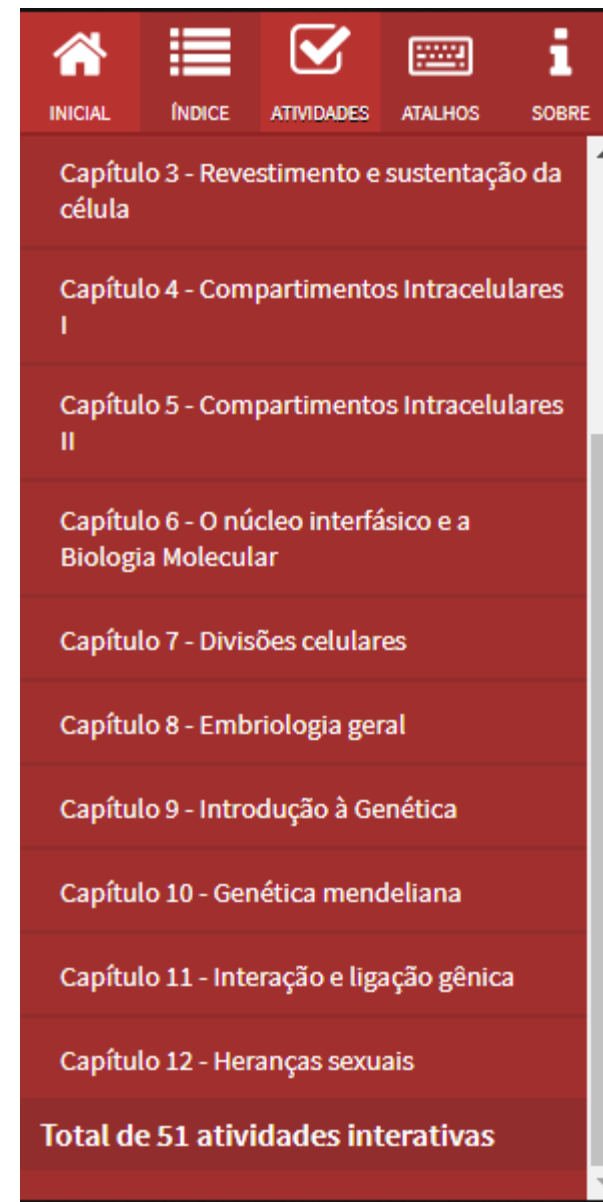 INICIAL ÍNDICE ATIVIDADES ATALHOS SOBRE
Capítulo 3 - Revestimento e sustentação da
célula
Capítulo 4 - Compartimentos Intracelulares
I
Capítulo 5 - Compartimentos Intracelulares
II
Capítulo 6 - O núcleo interfásico e a
Biologia Molecular
Capítulo 7 - Divisões celulares
Capítulo 8 - Embriologia geral
Capítulo 9 - Introdução à Genética
Capítulo 10 - Genética mendeliana
Capítulo 11 - Interação e ligação gênica
Capítulo 12 - Heranças sexuais
Total de 51 atividades interativas